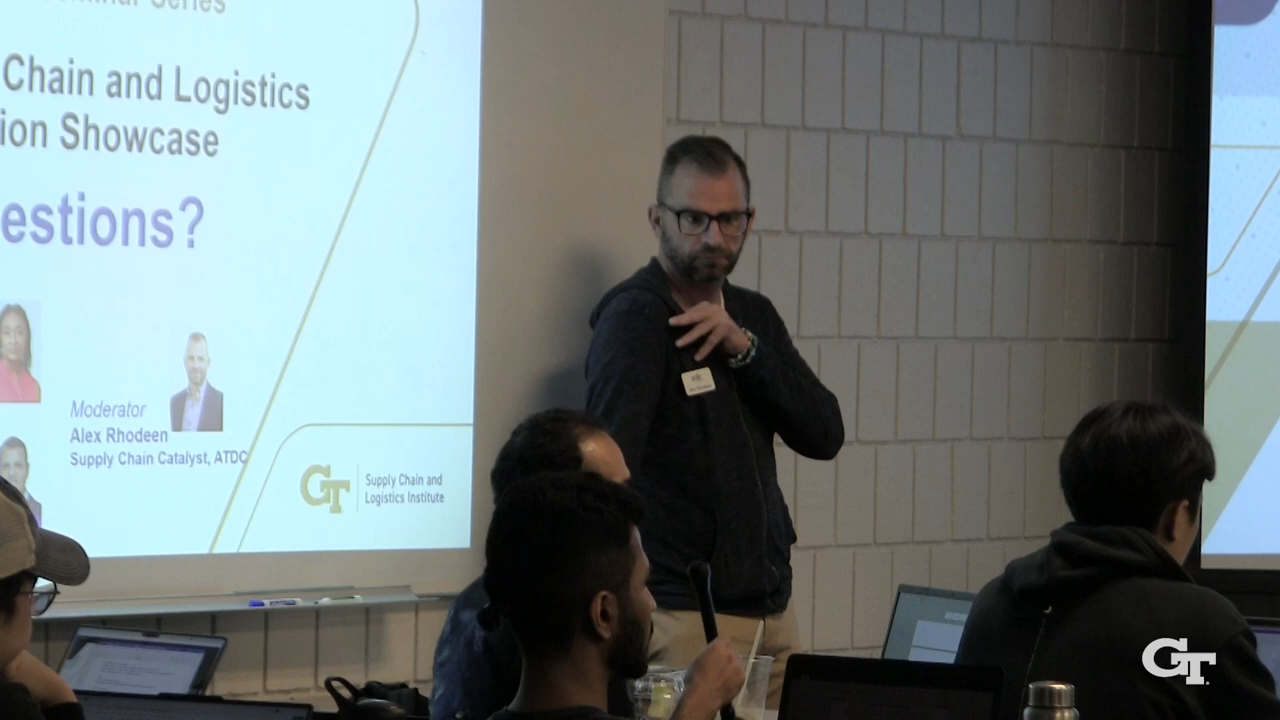 Series
Chain and Logistics
ion Showcase
estions?
Moderator
Alex Rhodeen
Supply Chain Catalyst, ATDC
GT
Supply Chain and
Logistics Institute
GT